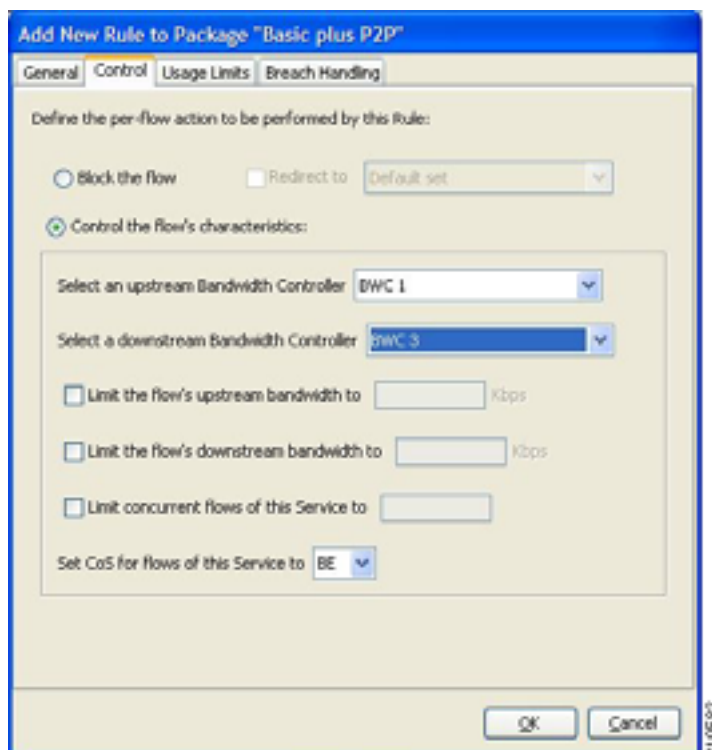 Add New Rule to Package "Basic plus P2P"
General Control Usage Limits Breach Handling
Define the per-flow action to be performed by this Rule:
Block the flow Redirect to Default set
Control the flow's characteristics:
Select an upstream Bandwidth Controller BWC 1
Select a downstream Bandwidth Controller BWC 3
Limit the flow's upstream bandwidth to Kbps
Limit the flow's downstream bandwidth to Kbps
Limit concurrent flows of this Service to
Set CoS for flows of this Service to BE
OK Cancel